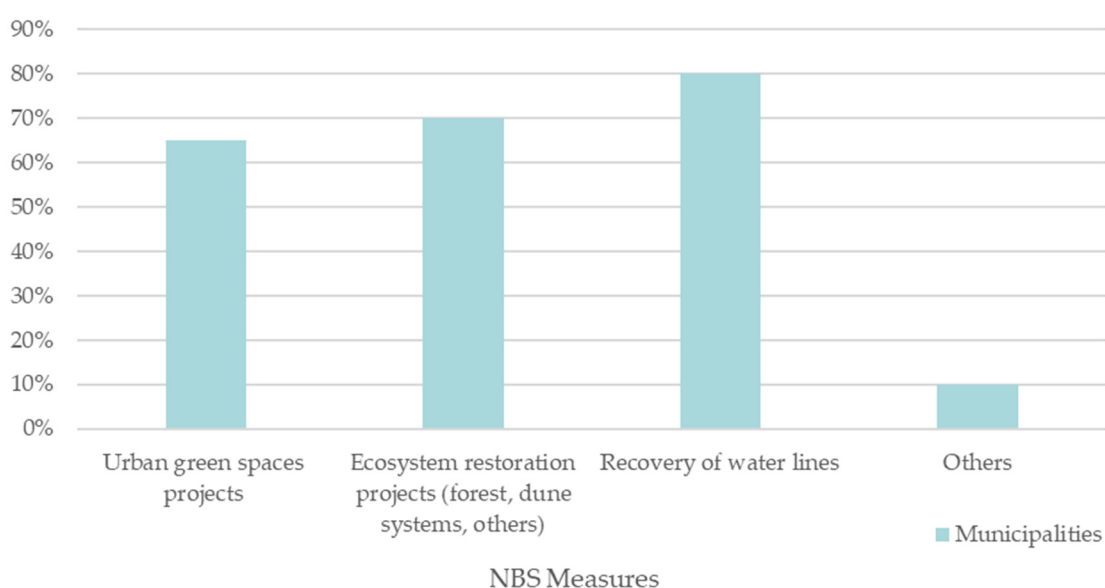 90%
80%
70%
60%
50%
40%
30%
20%
10%
0%
Urban green spaces
projects
Ecosystem restoration
projects (forest, dune
systems, others)
Recovery of water lines
Others
Municipalities
NBS Measures